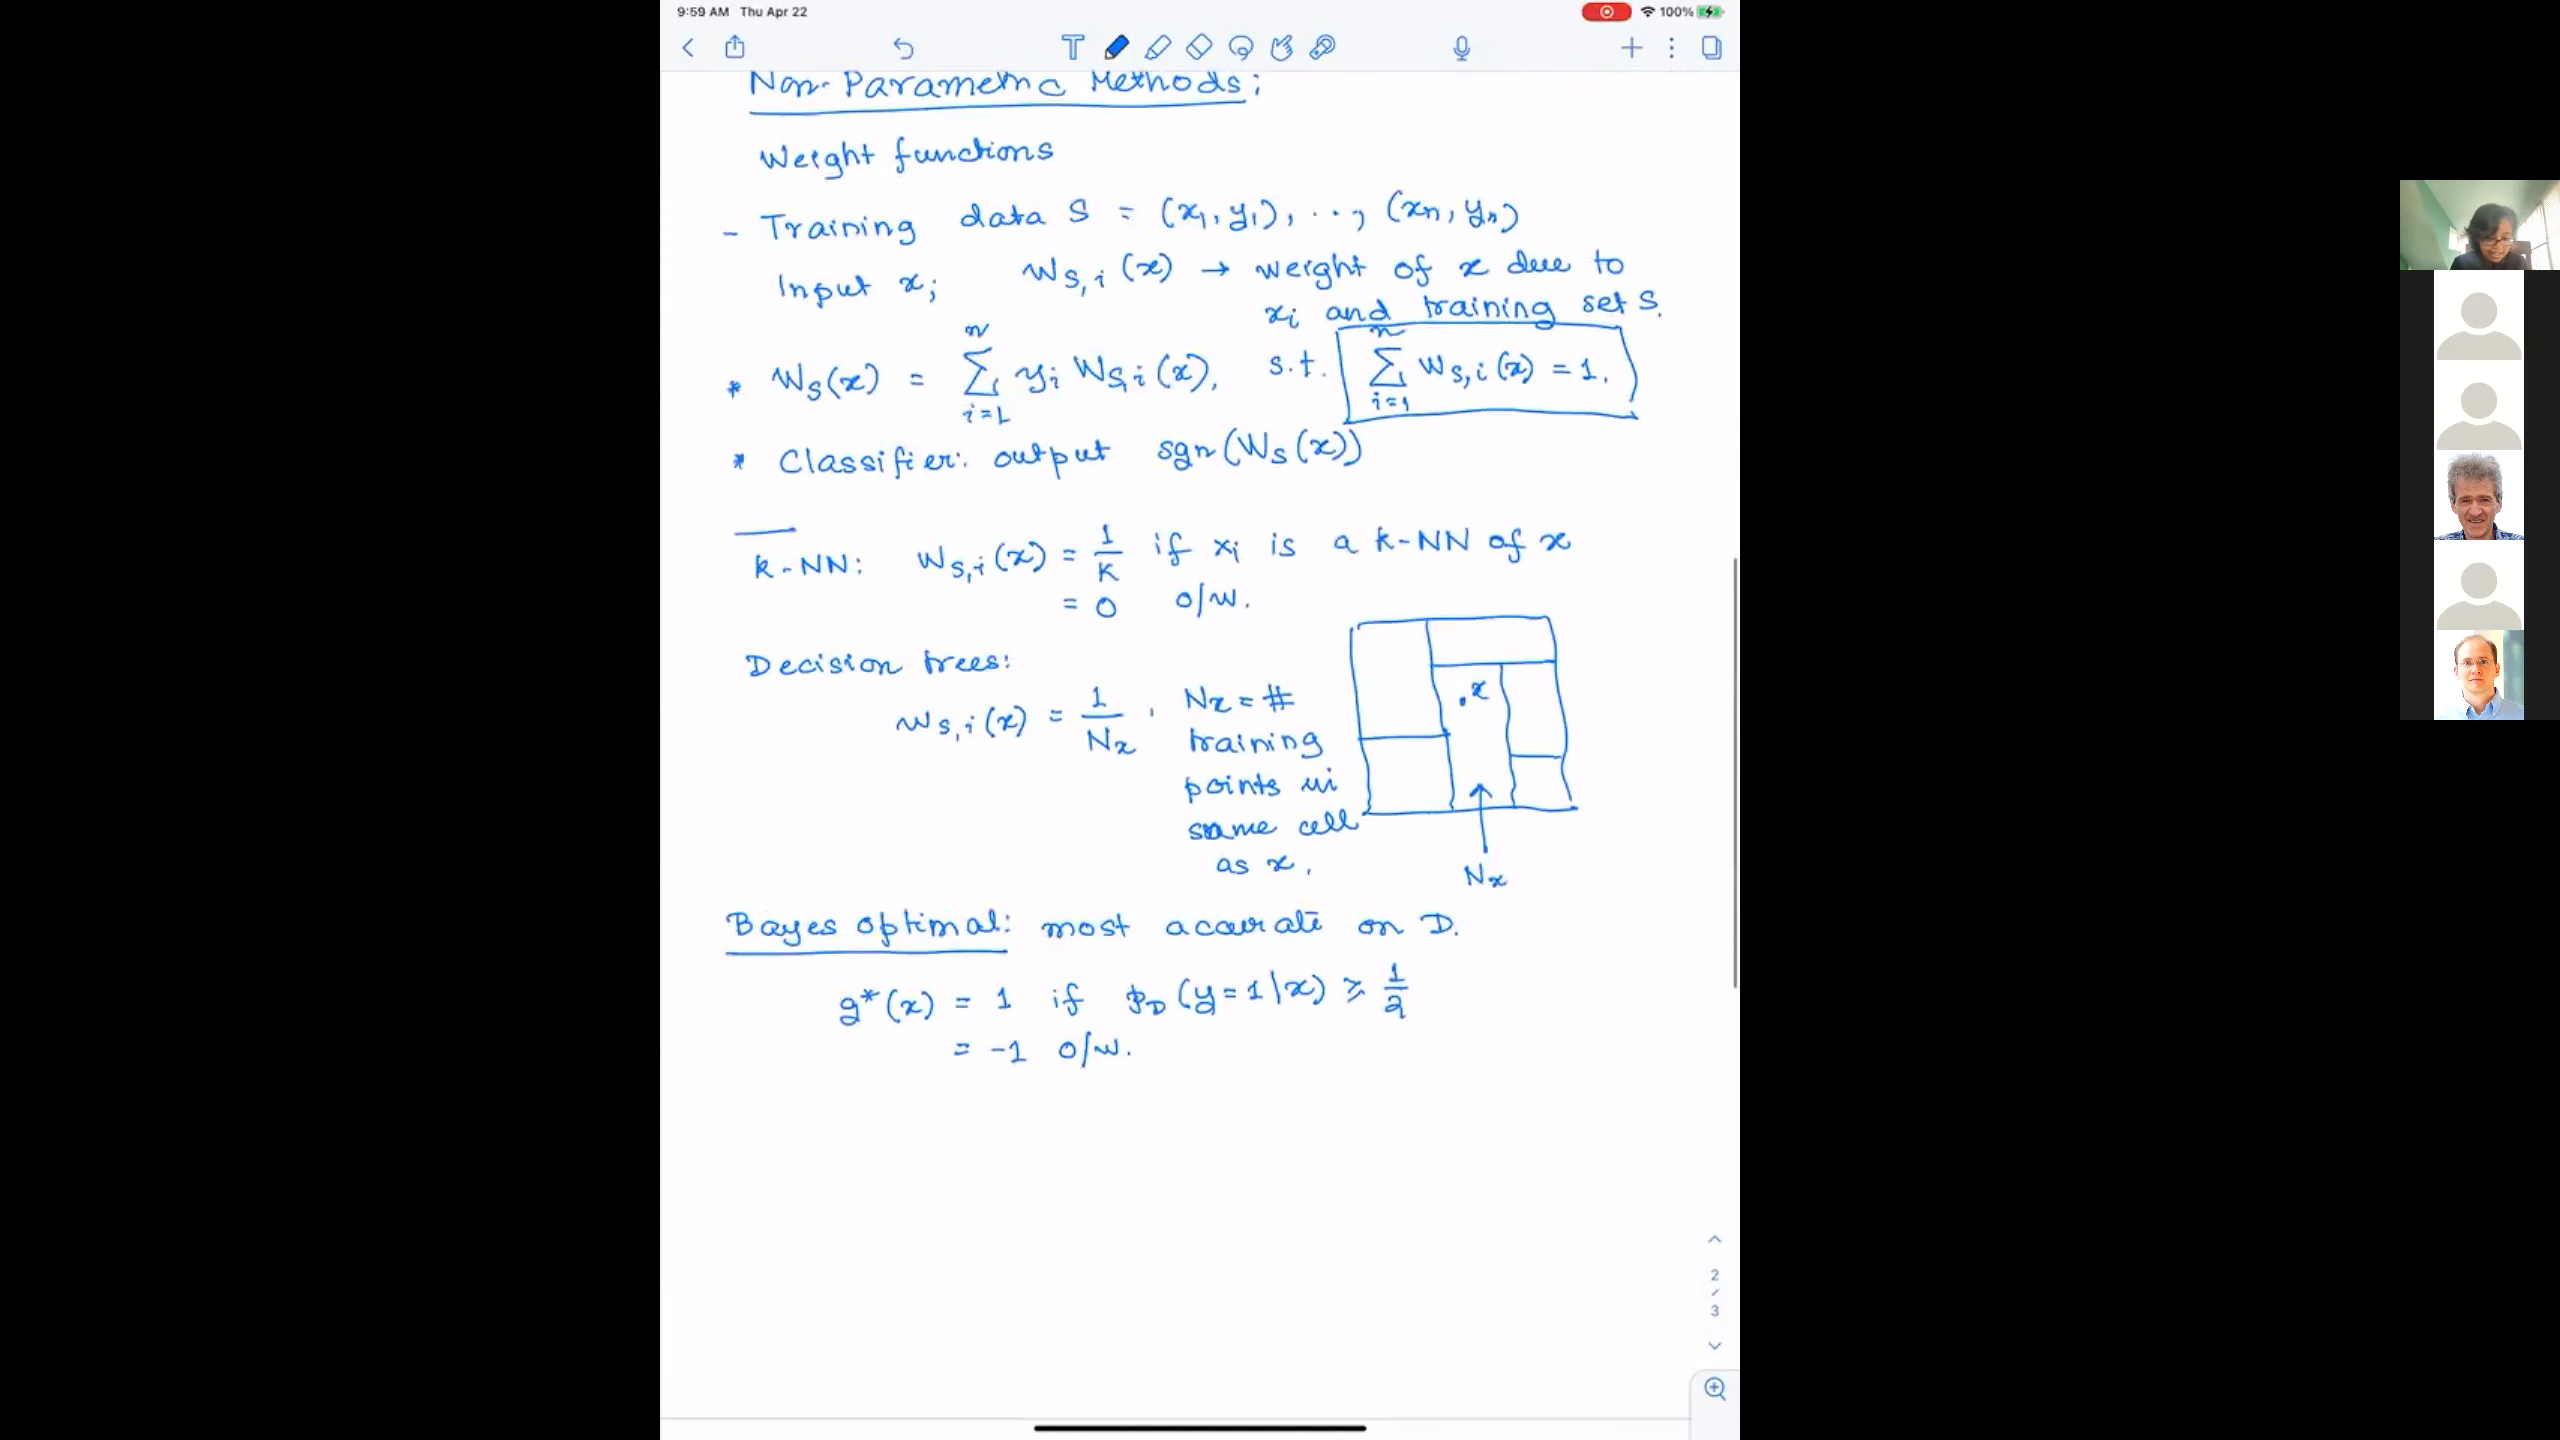 9:59 AM Thu Apr 22
100%
Non-Parametric Methods:
Weight functions
- Training data S = (x₁, y₁), .., (xn, yn)
Input x; wS,i(x) → weight of x due to
xi and training set S.
* WS(x) = ∑ⁿᵢ₌₁ yi WS,i(x), s.t. ∑ⁿᵢ₌₁ wS,i(x) = 1.
* Classifier: output sgn(WS(x))
k-NN: wS,i(x) = 1/k if xi is a k-NN of x
= 0 o/w.
Decision trees:
wS,i(x) = 1/Nx , Nx = #
training
points in
same cell
as x.
.x
Nx
Bayes optimal: most accurate on D.
g*(x) = 1 if pD(y=1|x) ≥ 1/2
= -1 o/w.
2
/
3